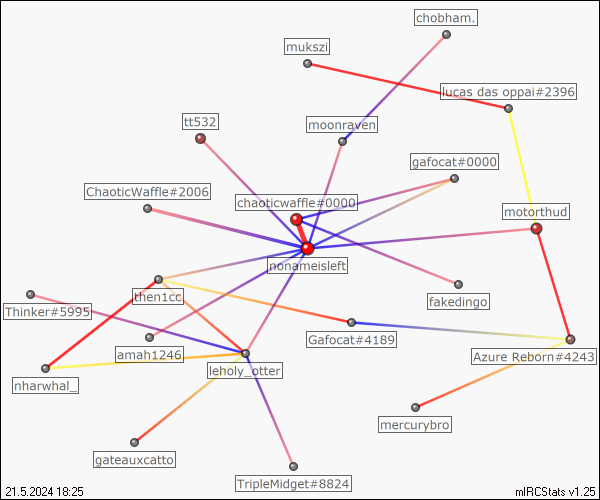 chobham.
mukszi
lucas das oppai#2396
tt532
moonraven
gafocat#0000
ChaoticWaffle#2006
chaoticwaffle#0000
motorthud
nonameisleft
then1cc
fakedingo
Thinker#5995
Gafocat#4189
amah1246
Azure Reborn#4243
leholy_otter
nharwhal_
mercurybro
gateauxcatto
TripleMidget#8824
21.5.2024 18:25
mIRCStats v1.25